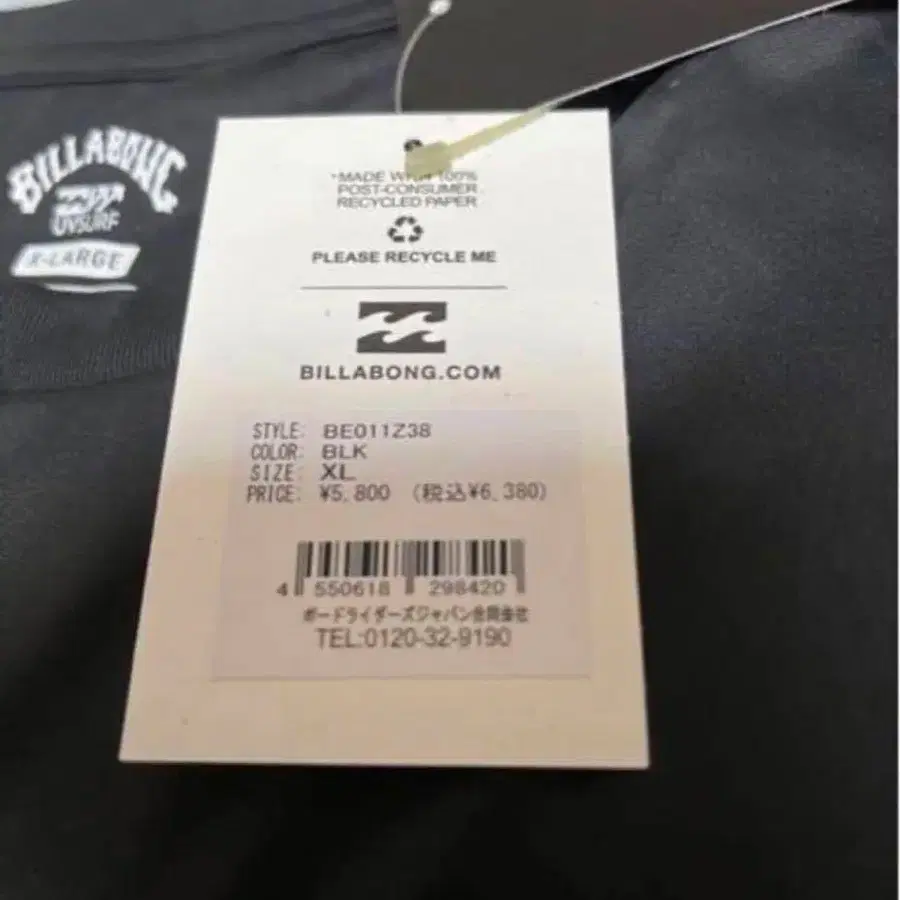 BILLABONG
UVSURF
X-LARGE
*MADE WITH 100%
POST-CONSUMER
RECYCLED PAPER
PLEASE RECYCLE ME
BILLABONG.COM
STYLE: BE011Z38
COLOR: BLK
SIZE: XL
PRICE: ¥5,800 (税込¥6,380)
4 550618 298420
ボードライダーズジャパン合同会社
TEL:0120-32-9190